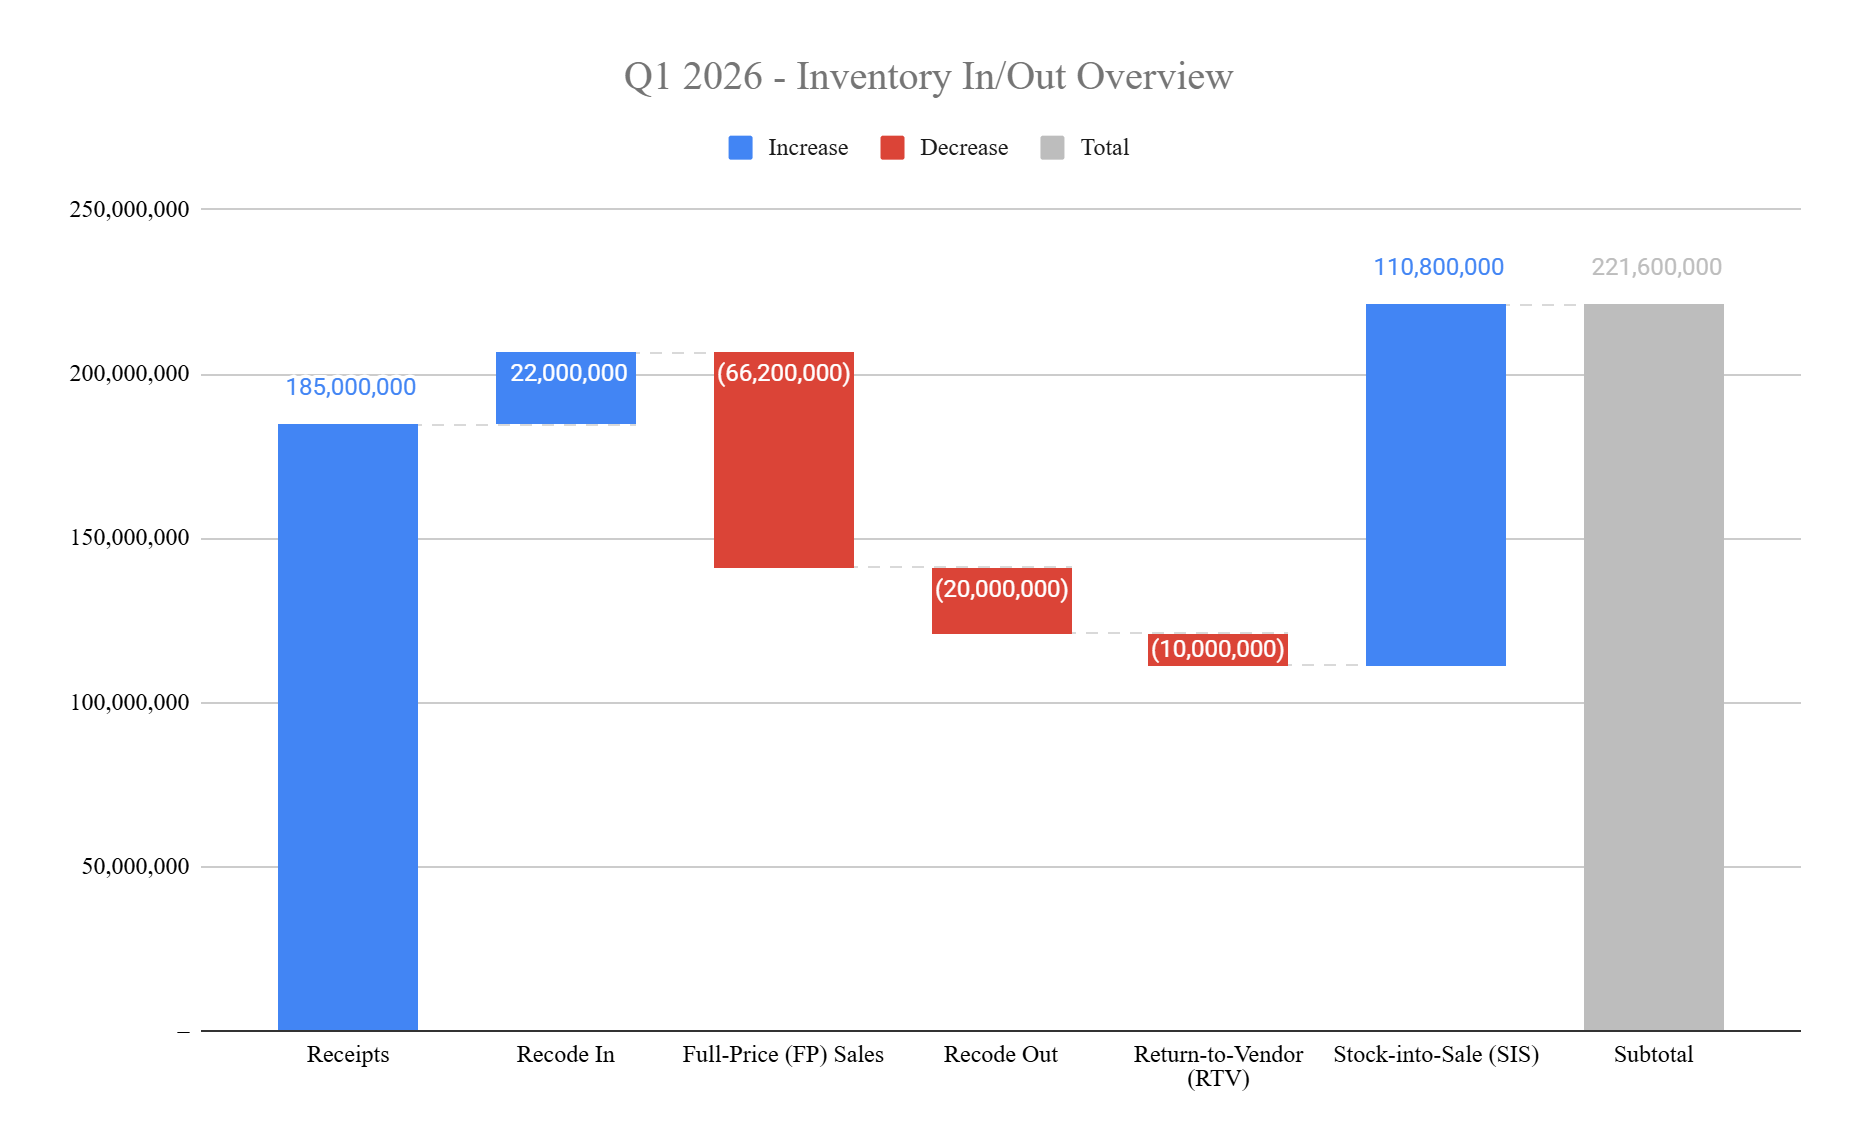 Q1 2026 - Inventory In/Out Overview
Increase Decrease Total
250,000,000
200,000,000
150,000,000
100,000,000
50,000,000
–
185,000,000
22,000,000
(66,200,000)
(20,000,000)
(10,000,000)
110,800,000
221,600,000
Receipts
Recode In
Full-Price (FP) Sales
Recode Out
Return-to-Vendor
(RTV)
Stock-into-Sale (SIS)
Subtotal